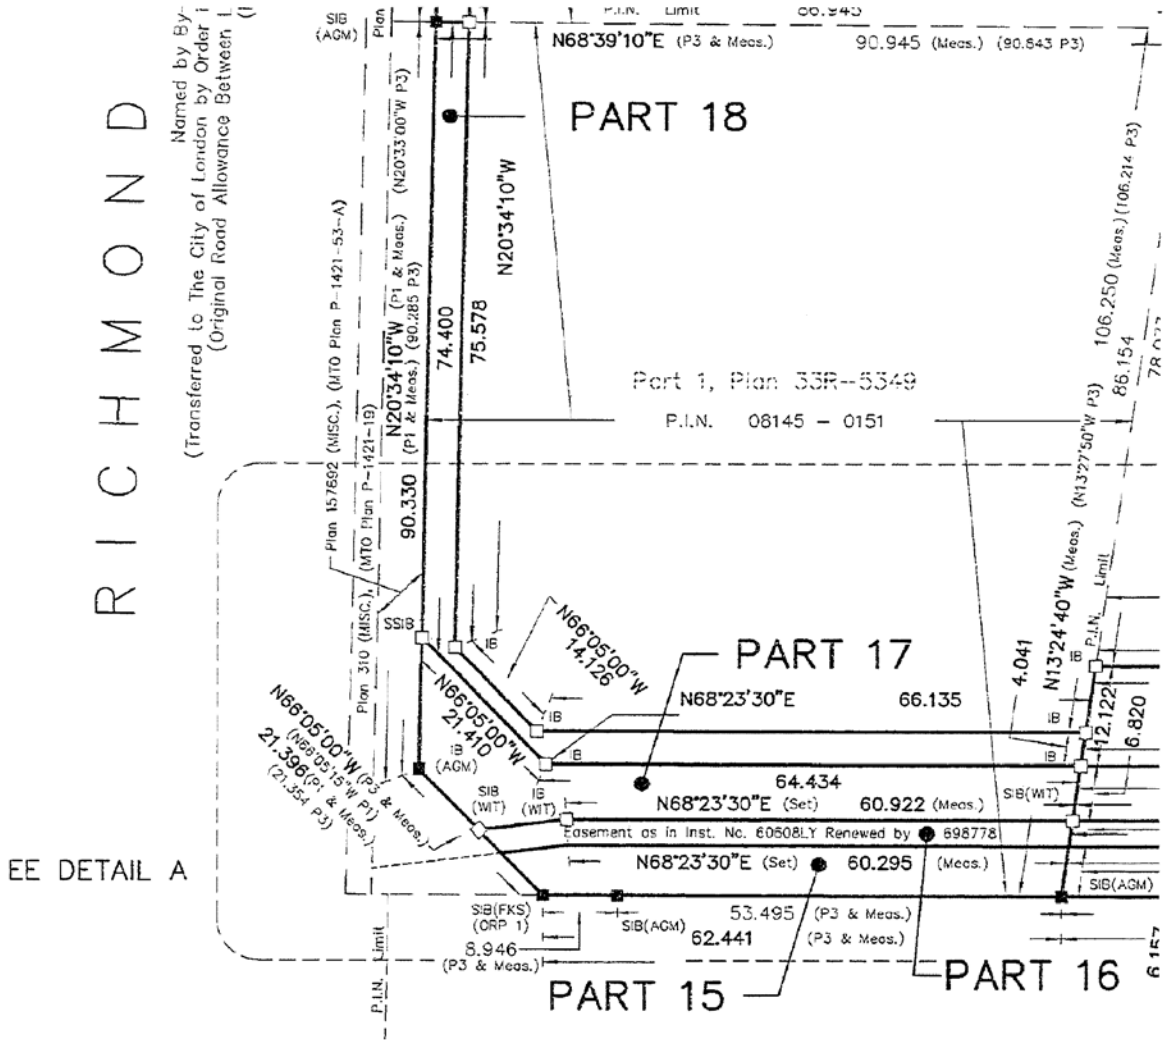 P.I.N. Limit
SIB
(AGM)
Plan
N68°39'10"E (P3 & Meas.)
90.945 (Meas.) (90.843 P3)
Named by By-
(Transferred to The City of London by Order
(Original Road Allowance Between
RICHMOND
PART 18
(N20°33'00"W P3)
N20°34'10"W
N20°34'10"W (P1 & Meas.)
90.330 (P1 & Meas.) (90.285 P3)
74.400
75.578
106.250 (Meas.) (106.214 P3)
86.154
Plan 157692 (MISC.), (MTO Plan P-1421-53-A)
Plan 310 (MISC.), (MTO Plan P-1421-19)
Part 1, Plan 33R-5349
P.I.N. 08145 - 0151
N13°24'40"W (Meas.) (N13°27'50"W P3)
P.I.N. Limit
SSIB
IB
N66°05'00"W
14.126
PART 17
4.041
IB
N68°23'30"E
66.135
N66°05'00"W
21.410
N66°05'00"W (P3 & Meas.)
(N66°05'15"W P1)
21.396 (P1 & Meas.)
(21.354 P3)
IB
IB
12.122
6.820
IB
(AGM)
IB
IB
64.434
SIB
(WIT)
IB
(WIT)
SIB(WIT)
N68°23'30"E (Set) 60.922 (Meas.)
Easement as in Inst. No. 60608LY Renewed by 698778
N68°23'30"E (Set) 60.295 (Meas.)
EE DETAIL A
SIB(AGM)
SIB(FKS)
(ORP 1)
SIB(AGM)
53.495 (P3 & Meas.)
62.441 (P3 & Meas.)
8.946
(P3 & Meas.)
6.157
P.I.N. Limit
PART 15
PART 16